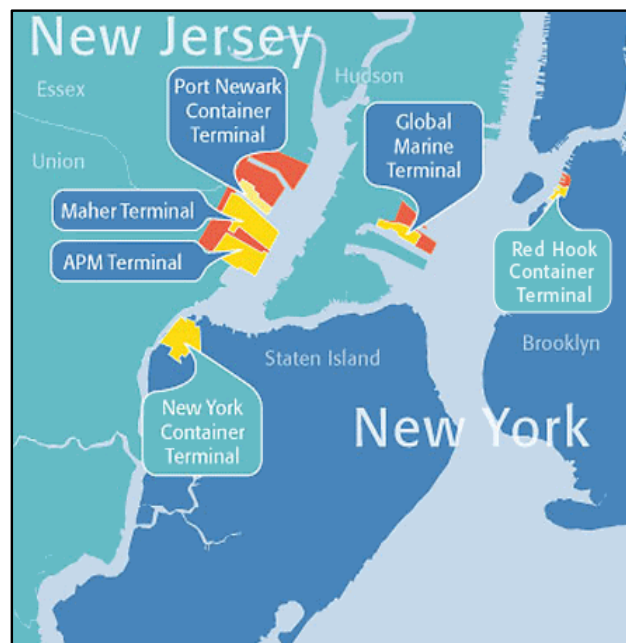 New Jersey
Essex
Hudson
Port Newark
Container
Terminal
Global
Marine
Terminal
Union
Maher Terminal
APM Terminal
Red Hook
Container
Terminal
Staten Island
Brooklyn
New York
Container
Terminal
New York